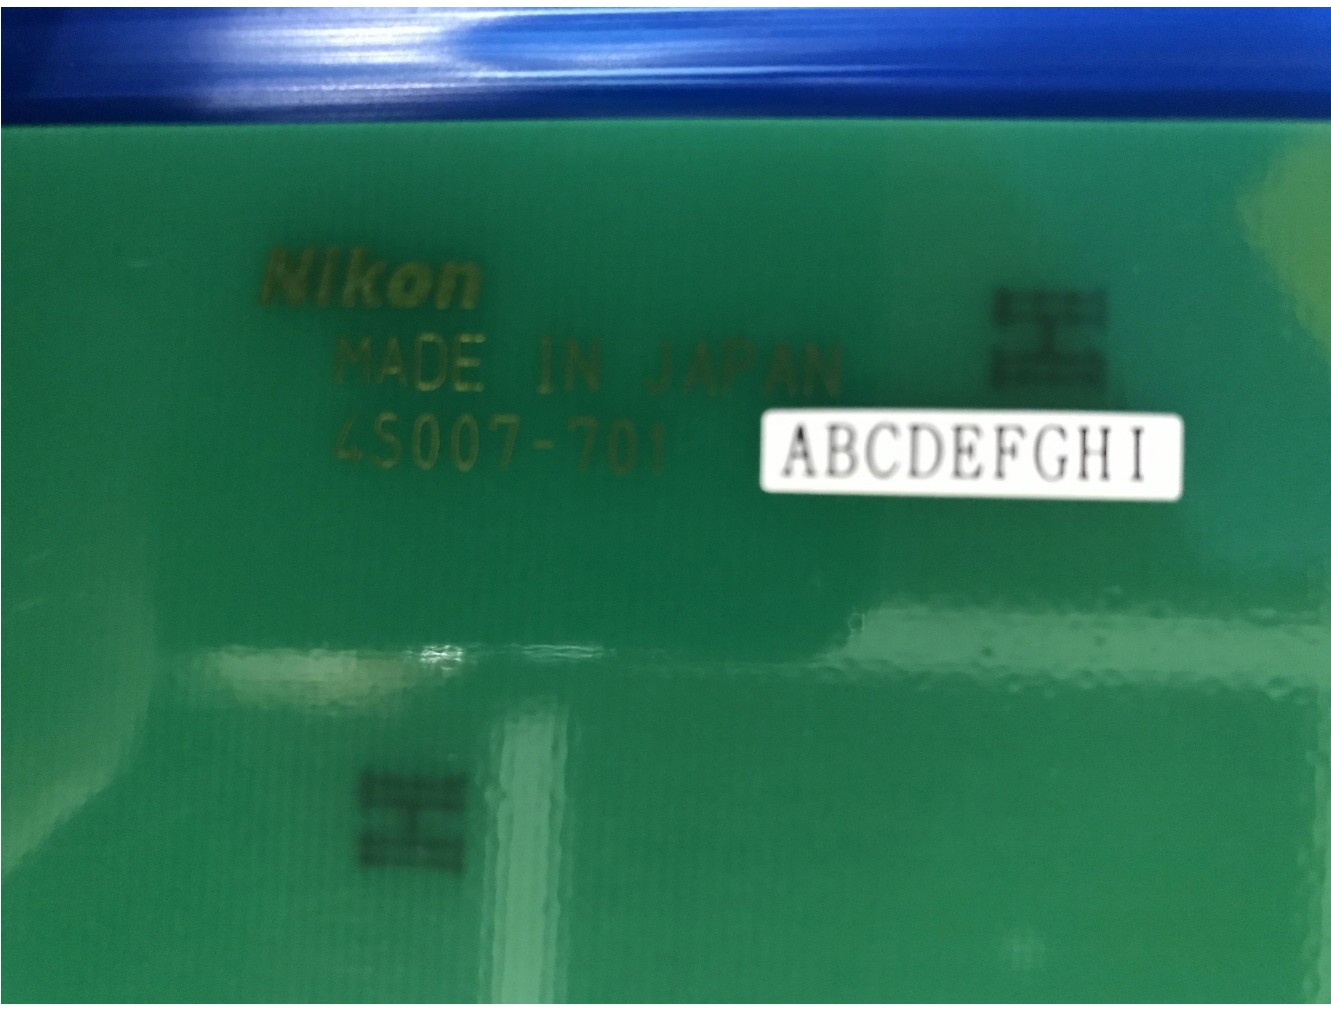 Nikon
MADE IN JAPAN
4S007-701
ABCDEFGHI